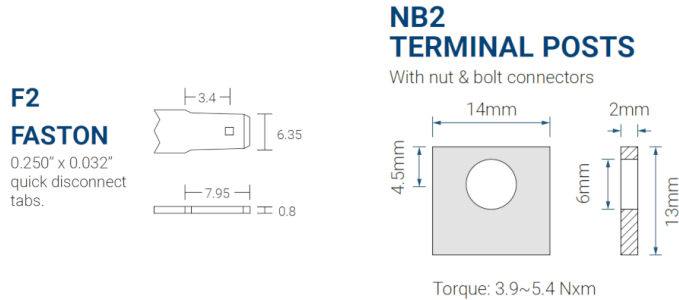 F2
FASTON
0.250” x 0.032”
quick disconnect
tabs.
3.4
6.35
7.95
0.8
NB2
TERMINAL POSTS
With nut & bolt connectors
14mm
2mm
4.5mm
6mm
13mm
Torque: 3.9~5.4 Nxm